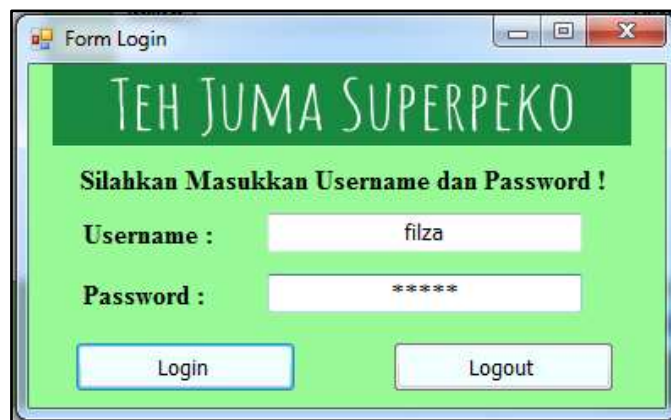 Form Login
TEH JUMA SUPERPEKO
Silahkan Masukkan Username dan Password !
Username : filza
Password : *****
Login Logout